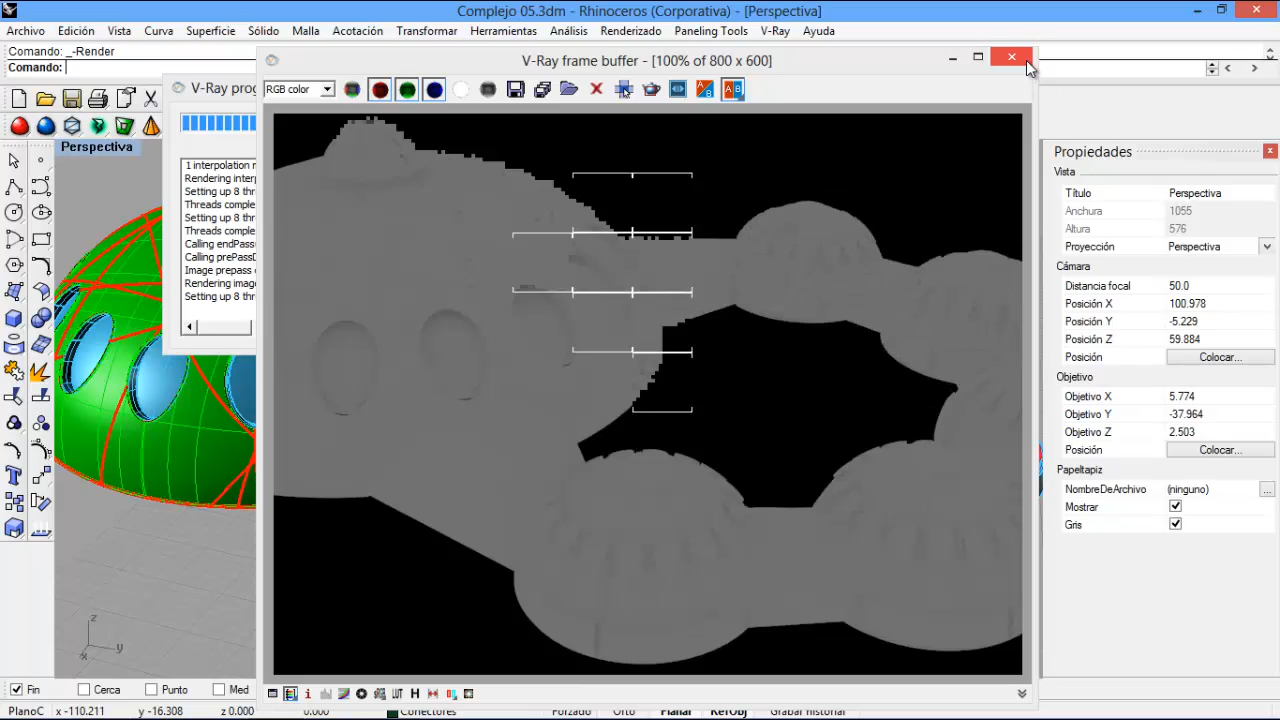 Complejo 05.3dm - Rhinoceros (Corporativa) - [Perspectiva]
Archivo Edición Vista Curva Superficie Sólido Malla Acotación Transformar Herramientas Análisis Renderizado Paneling Tools V-Ray Ayuda
Comando: _-Render
Comando:
V-Ray prog
V-Ray frame buffer - [100% of 800 x 600]
RGB color
Perspectiva
1 interpolation
Rendering inter
Setting up 8 thr
Threads comple
Setting up 8 thr
Threads comple
Calling endPass
Calling prePass
Image prepass
Rendering imag
Setting up 8 thr
z
y
x
LUT H
Propiedades
Vista
Título Perspectiva
Anchura 1055
Altura 576
Proyección Perspectiva
Cámara
Distancia focal 50.0
Posición X 100.978
Posición Y -5.229
Posición Z 59.884
Posición Colocar...
Objetivo
Objetivo X 5.774
Objetivo Y -37.964
Objetivo Z 2.503
Posición Colocar...
Papeltapiz
NombreDeArchivo (ninguno) ...
Mostrar
Gris
Fin Cerca Punto Med
PlanoC x -110.211 y -16.308 z 0.000 0.000 Conectores Forzado Orto Planar RefObj Grabar historial